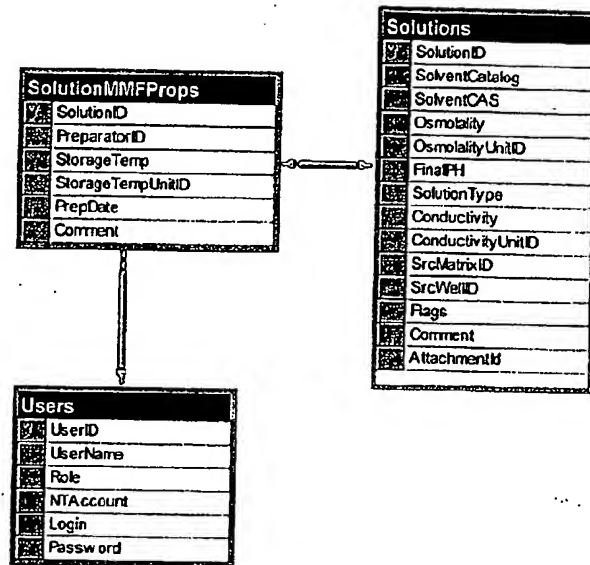 SolutionMMFProps
SolutionID
PreparatorID
StorageTemp
StorageTempUnitID
PrepDate
Comment
Solutions
SolutionID
SolventCatalog
SolventCAS
Osmolality
OsmolalityUnitID
FinalPH
SolutionType
Conductivity
ConductivityUnitID
SrcMatrixID
SrcWellID
Flags
Comment
AttachmentId
Users
UserID
UserName
Role
NTAccount
Login
Password